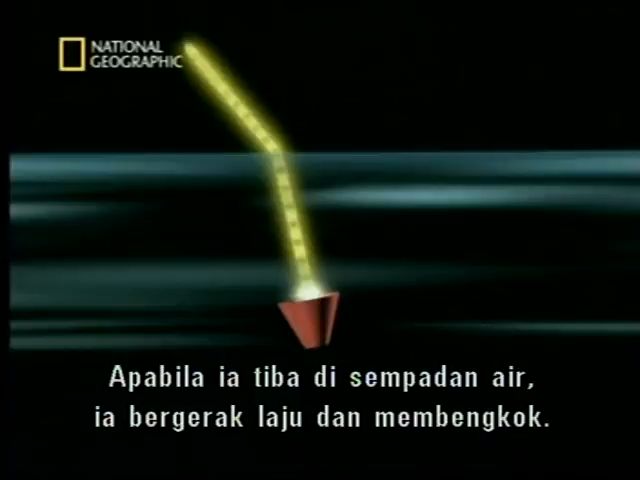 NATIONAL
GEOGRAPHIC
Apabila ia tiba di sempadan air,
ia bergerak laju dan membengkok.